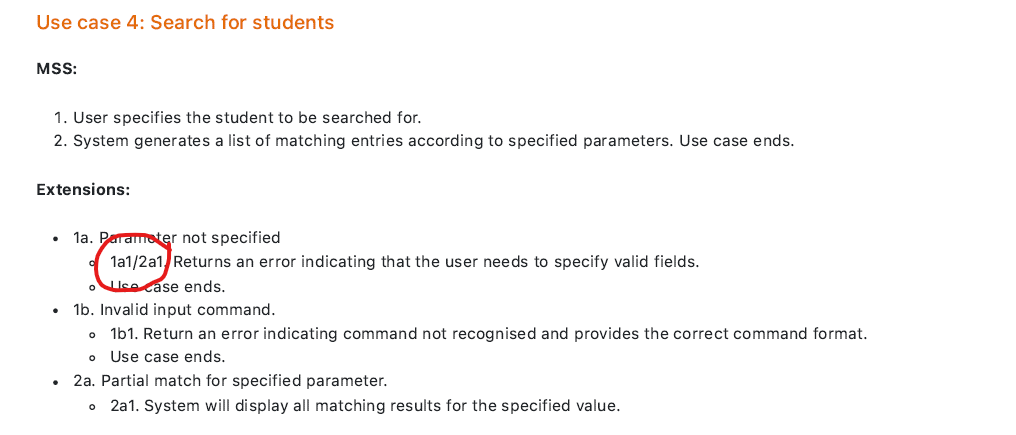 Use case 4: Search for students
MSS:
1. User specifies the student to be searched for.
2. System generates a list of matching entries according to specified parameters. Use case ends.
Extensions:
• 1a. Parameter not specified
1a1/2a1. Returns an error indicating that the user needs to specify valid fields.
Use case ends.
• 1b. Invalid input command.
1b1. Return an error indicating command not recognised and provides the correct command format.
Use case ends.
• 2a. Partial match for specified parameter.
2a1. System will display all matching results for the specified value.